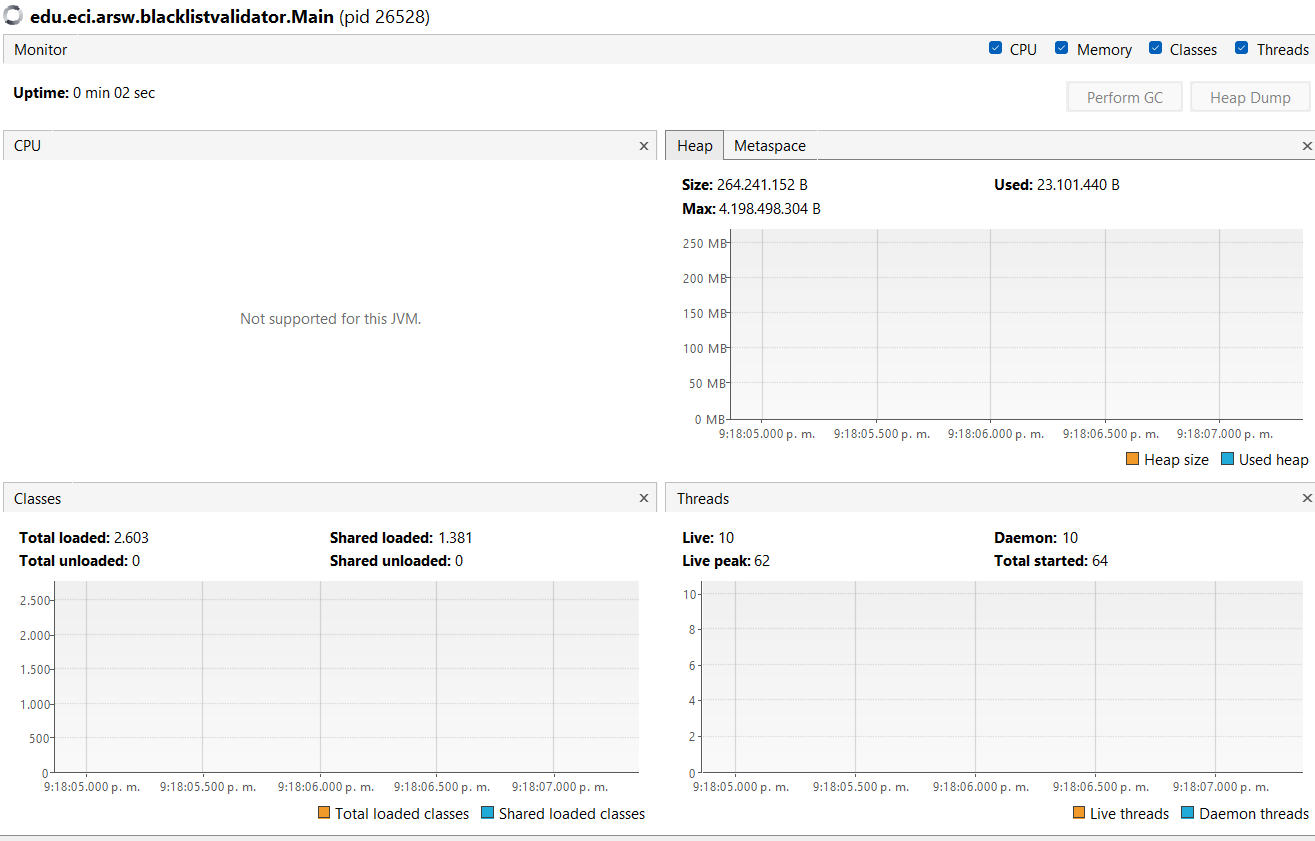 edu.eci.arsw.blacklistvalidator.Main (pid 26528)
Monitor
CPU Memory Classes Threads
Uptime: 0 min 02 sec
Perform GC Heap Dump
CPU
Not supported for this JVM.
Heap Metaspace
Size: 264.241.152 B Used: 23.101.440 B
Max: 4.198.498.304 B
250 MB
200 MB
150 MB
100 MB
50 MB
0 MB
9:18:05.000 p. m. 9:18:05.500 p. m. 9:18:06.000 p. m. 9:18:06.500 p. m. 9:18:07.000 p. m.
Heap size Used heap
Classes
Total loaded: 2.603 Shared loaded: 1.381
Total unloaded: 0 Shared unloaded: 0
2.500
2.000
1.500
1.000
500
0
9:18:05.000 p. m. 9:18:05.500 p. m. 9:18:06.000 p. m. 9:18:06.500 p. m. 9:18:07.000 p. m.
Total loaded classes Shared loaded classes
Threads
Live: 10 Daemon: 10
Live peak: 62 Total started: 64
10
8
6
4
2
0
9:18:05.000 p. m. 9:18:05.500 p. m. 9:18:06.000 p. m. 9:18:06.500 p. m. 9:18:07.000 p. m.
Live threads Daemon threads